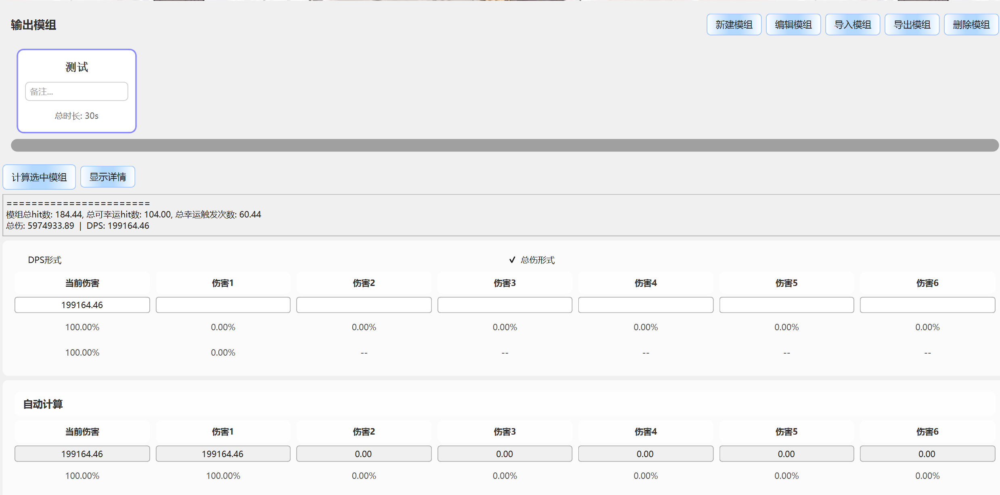 输出模组
新建模组 编辑模组 导入模组 导出模组 删除模组
测试
备注...
总时长: 30s
计算选中模组 显示详情
=======================
模组总hit数: 184.44, 总可幸运hit数: 104.00, 总幸运触发次数: 60.44
总伤: 5974933.89 | DPS: 199164.46
DPS形式 ✓ 总伤形式
当前伤害 伤害1 伤害2 伤害3 伤害4 伤害5 伤害6
199164.46
100.00% 0.00% 0.00% 0.00% 0.00% 0.00% 0.00%
100.00% 0.00% -- -- -- -- --
自动计算
当前伤害 伤害1 伤害2 伤害3 伤害4 伤害5 伤害6
199164.46 199164.46 0.00 0.00 0.00 0.00 0.00
100.00% 100.00% 0.00% 0.00% 0.00% 0.00% 0.00%